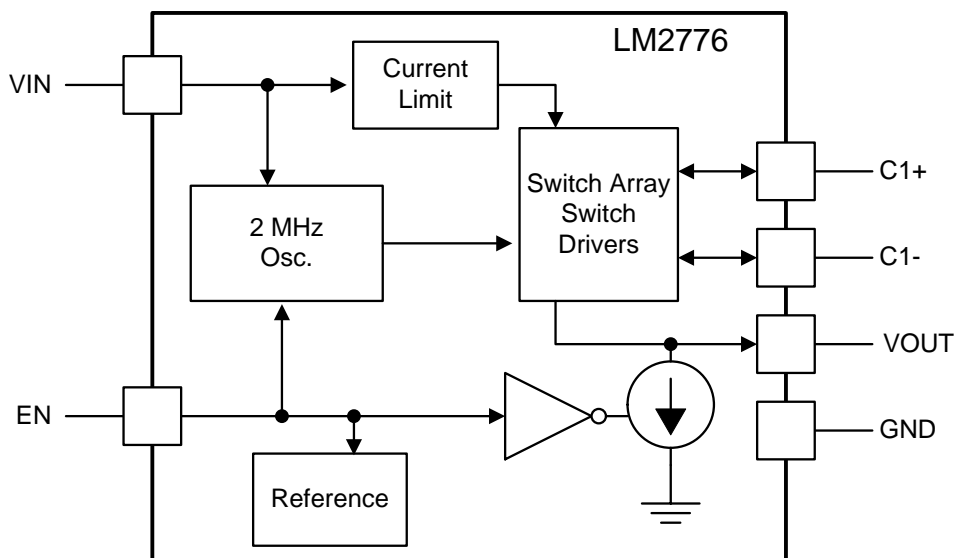 LM2776
VIN
Current
Limit
C1+
Switch Array
Switch
Drivers
2 MHz
Osc.
C1-
VOUT
EN
GND
Reference